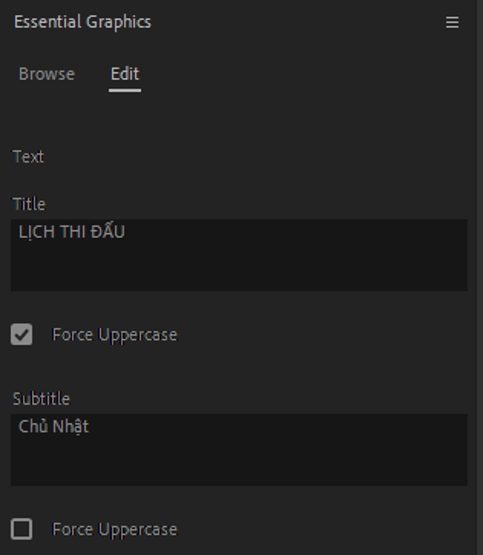 Essential Graphics
Browse Edit
Text
Title
LỊCH THI ĐẤU
Force Uppercase
Subtitle
Chủ Nhật
Force Uppercase